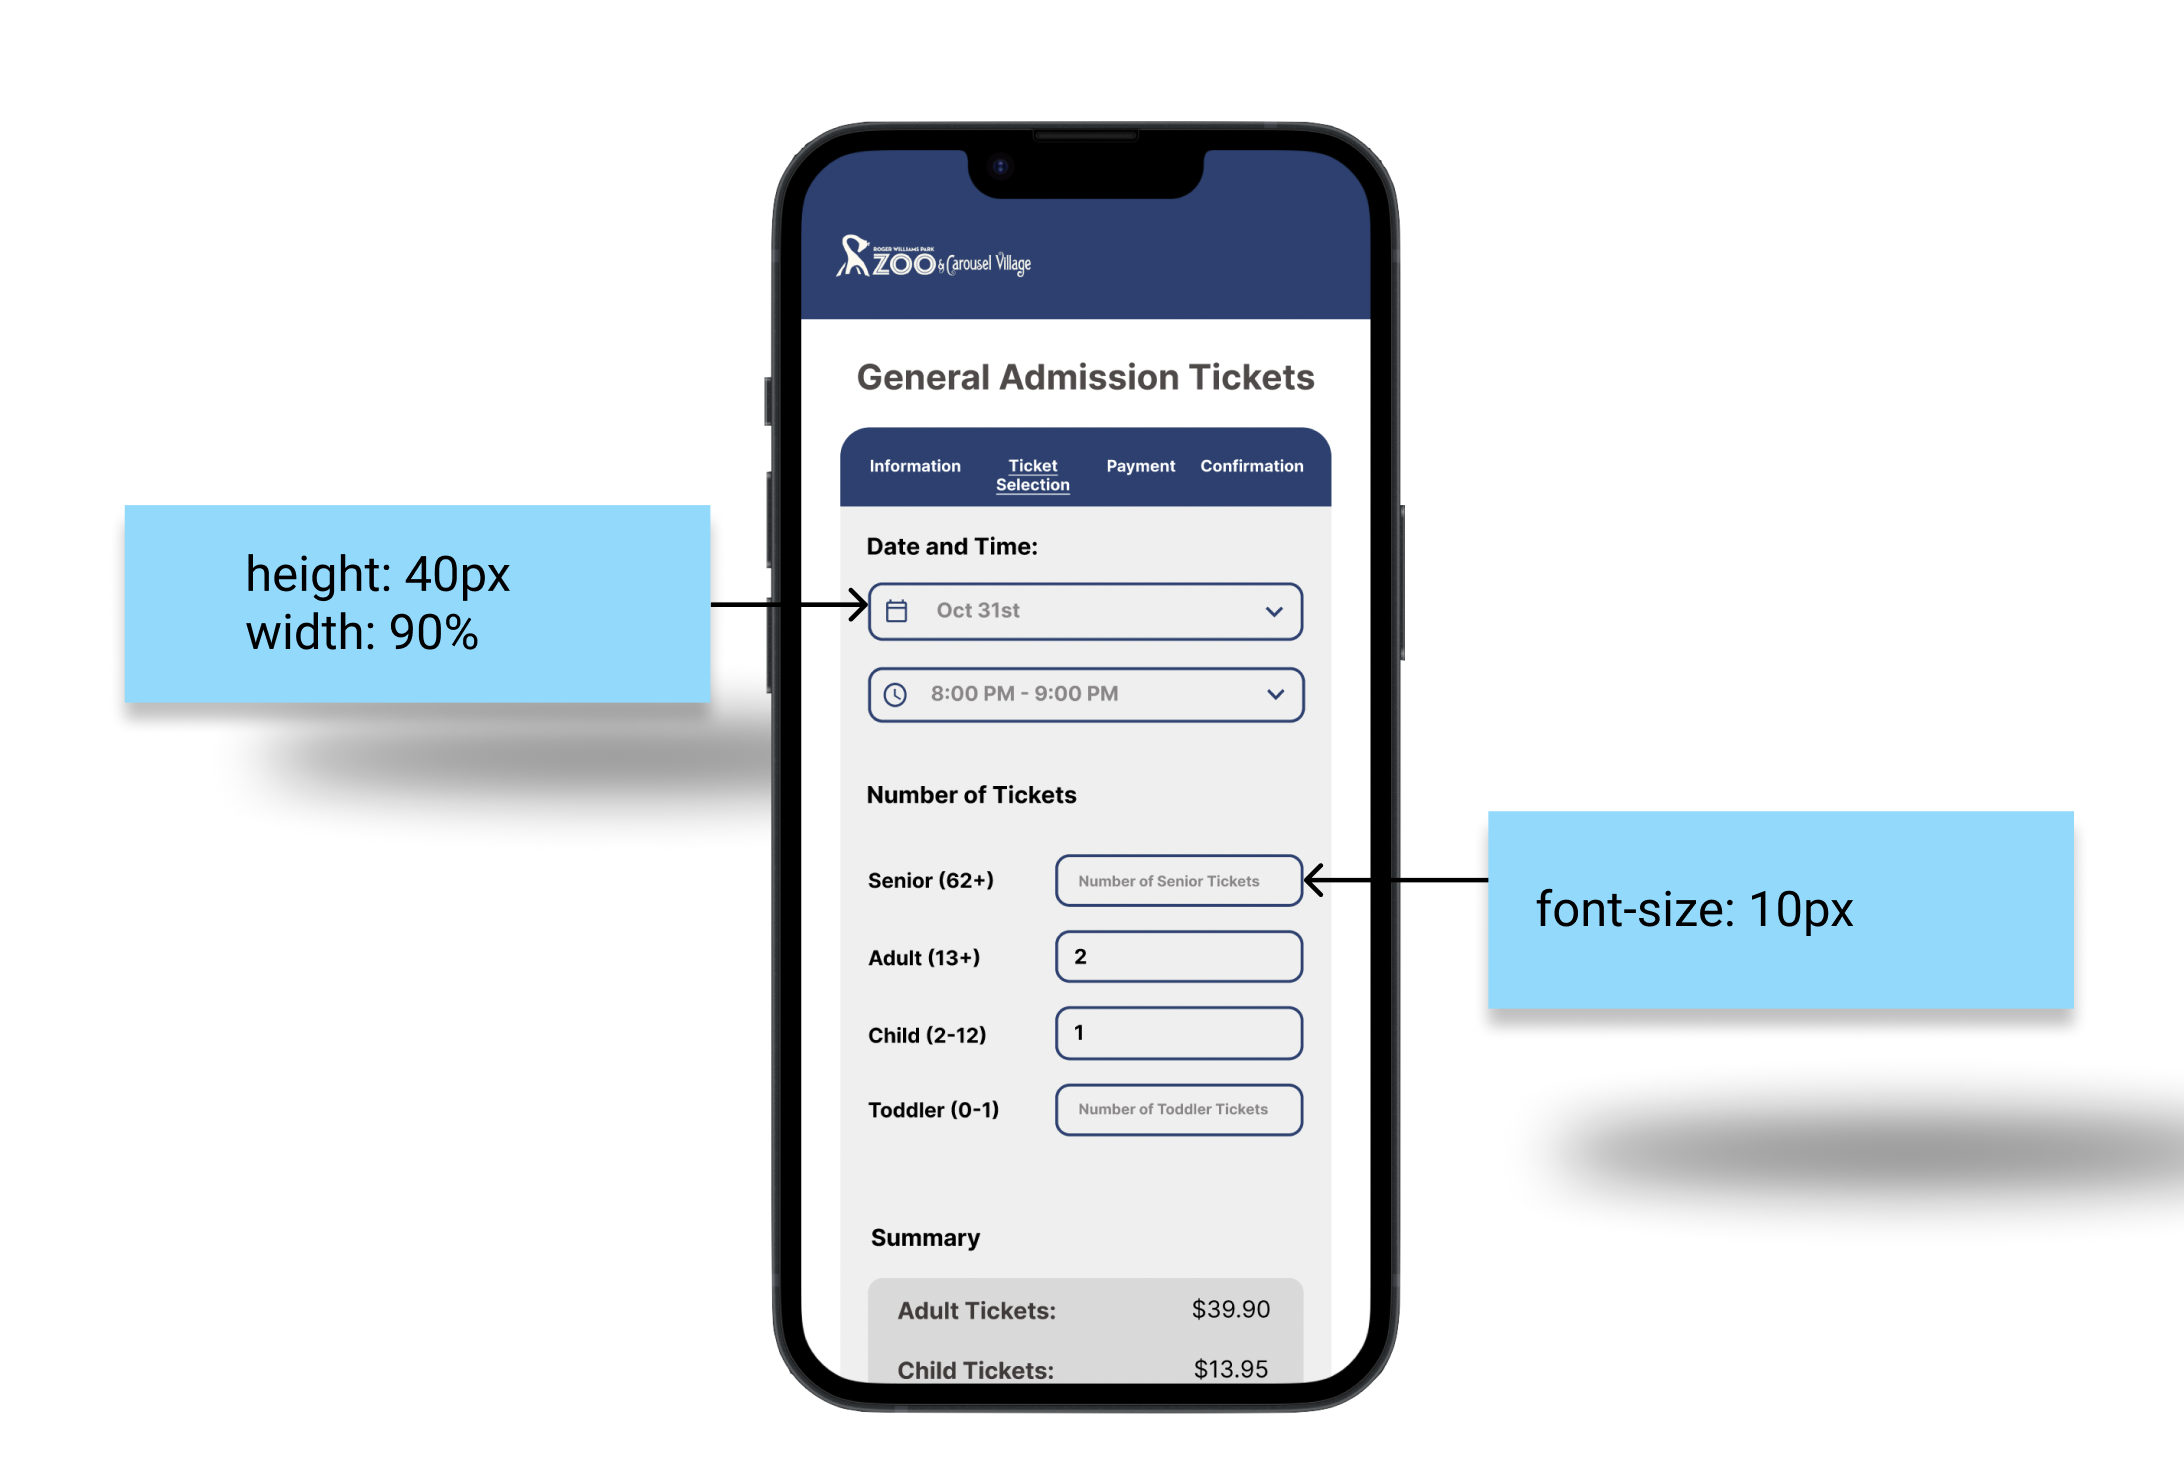 ROGER WILLIAMS PARK
ZOO & Carousel Village
General Admission Tickets
Information Ticket Selection Payment Confirmation
Date and Time:
Oct 31st
8:00 PM - 9:00 PM
Number of Tickets
Senior (62+) Number of Senior Tickets
Adult (13+) 2
Child (2-12) 1
Toddler (0-1) Number of Toddler Tickets
Summary
Adult Tickets: $39.90
Child Tickets: $13.95
height: 40px
width: 90%
font-size: 10px